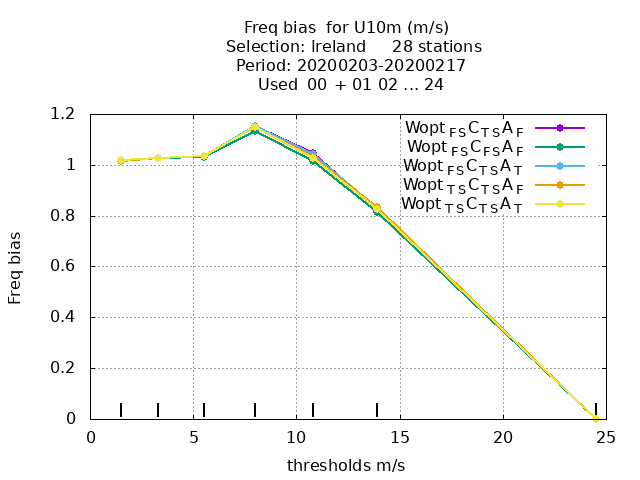 Freq bias for U10m (m/s)
Selection: Ireland 28 stations
Period: 20200203-20200217
Used 00 + 01 02 ... 24
Wopt FS C TS A F
Wopt FS C FS A F
Wopt FS C TS A T
Wopt TS C TS A F
Wopt TS C TS A T
1.2
1
0.8
0.6
0.4
0.2
0
Freq bias
0 5 10 15 20 25
thresholds m/s